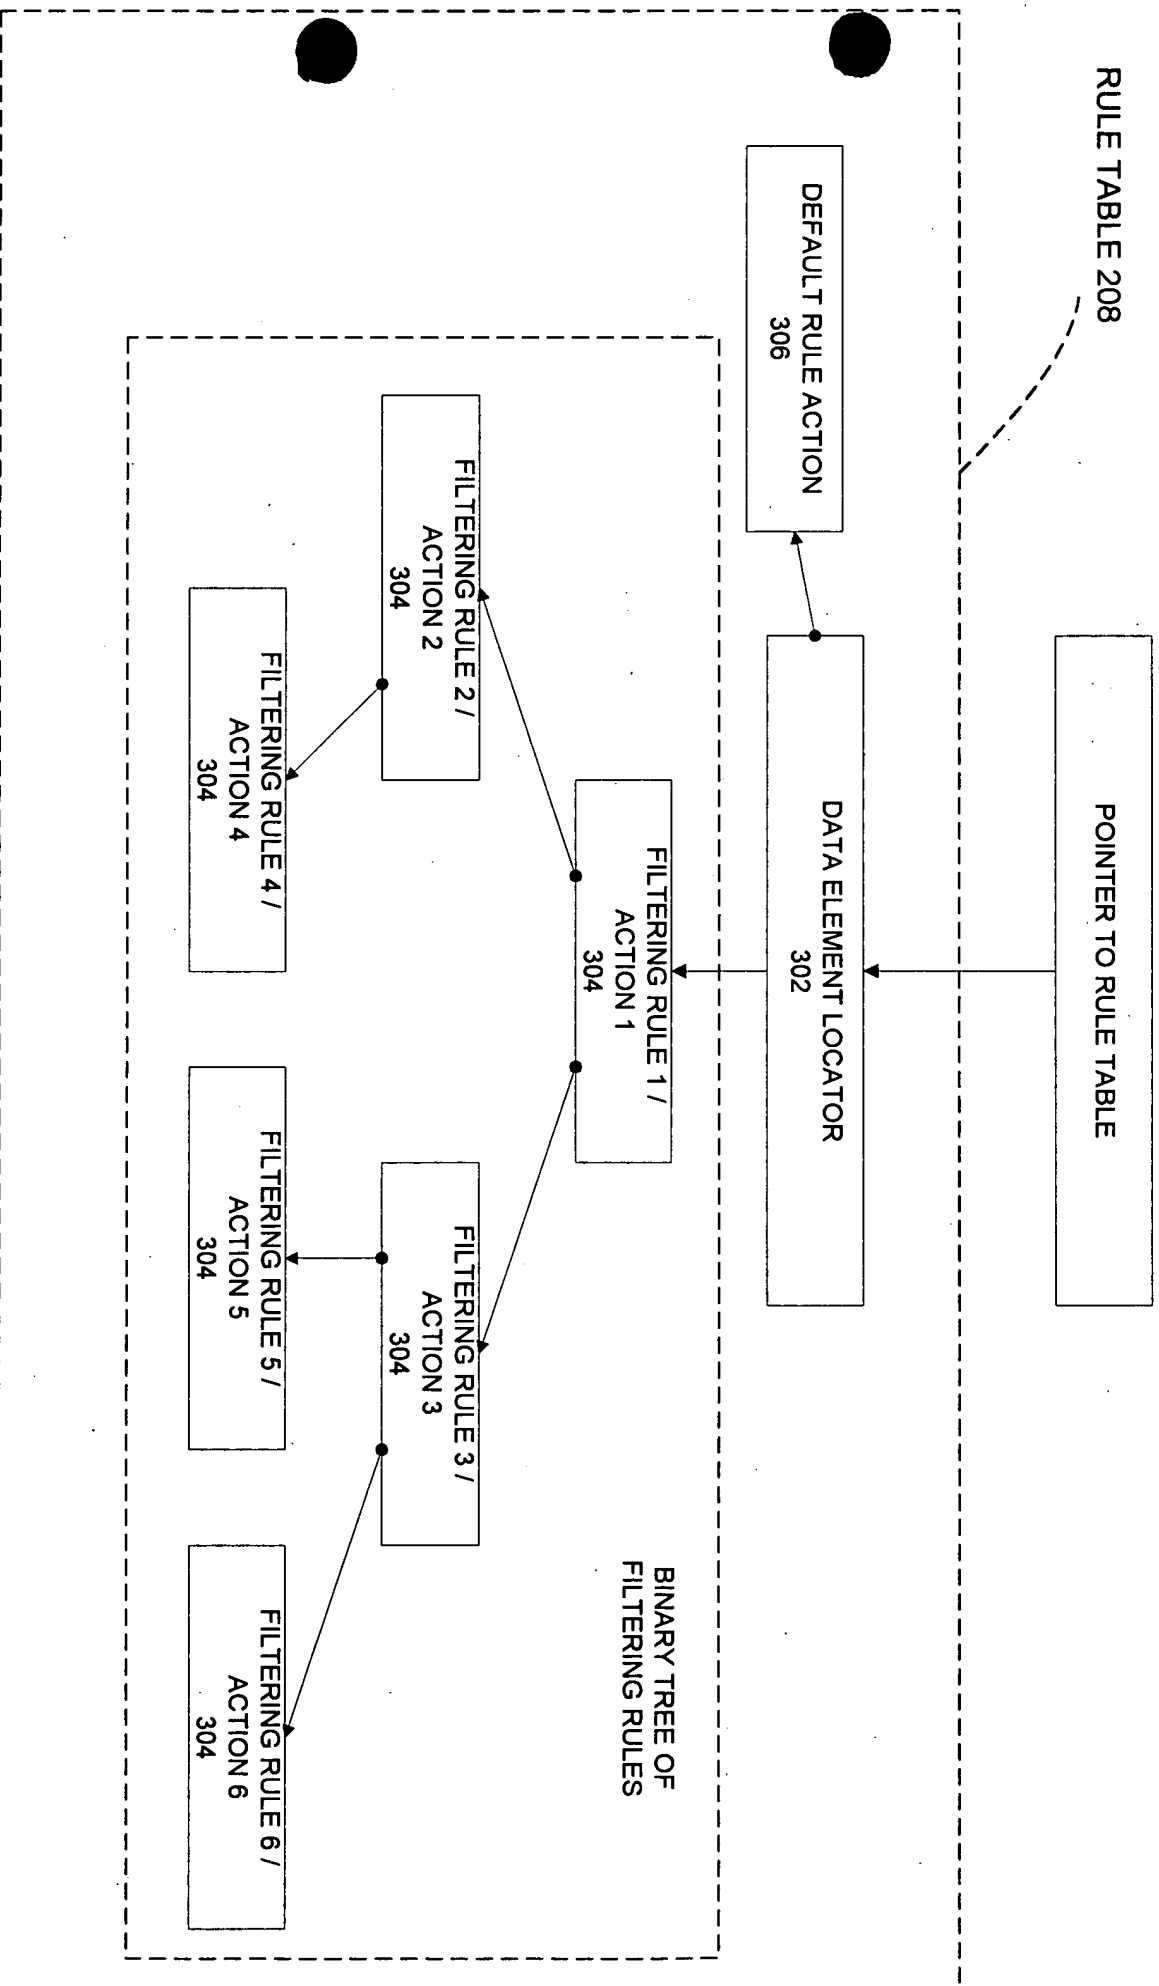 RULE TABLE 208
POINTER TO RULE TABLE
DATA ELEMENT LOCATOR
302
DEFAULT RULE ACTION
306
BINARY TREE OF
FILTERING RULES
FILTERING RULE 1 /
ACTION 1
304
FILTERING RULE 2 /
ACTION 2
304
FILTERING RULE 3 /
ACTION 3
304
FILTERING RULE 4 /
ACTION 4
304
FILTERING RULE 5 /
ACTION 5
304
FILTERING RULE 6 /
ACTION 6
304